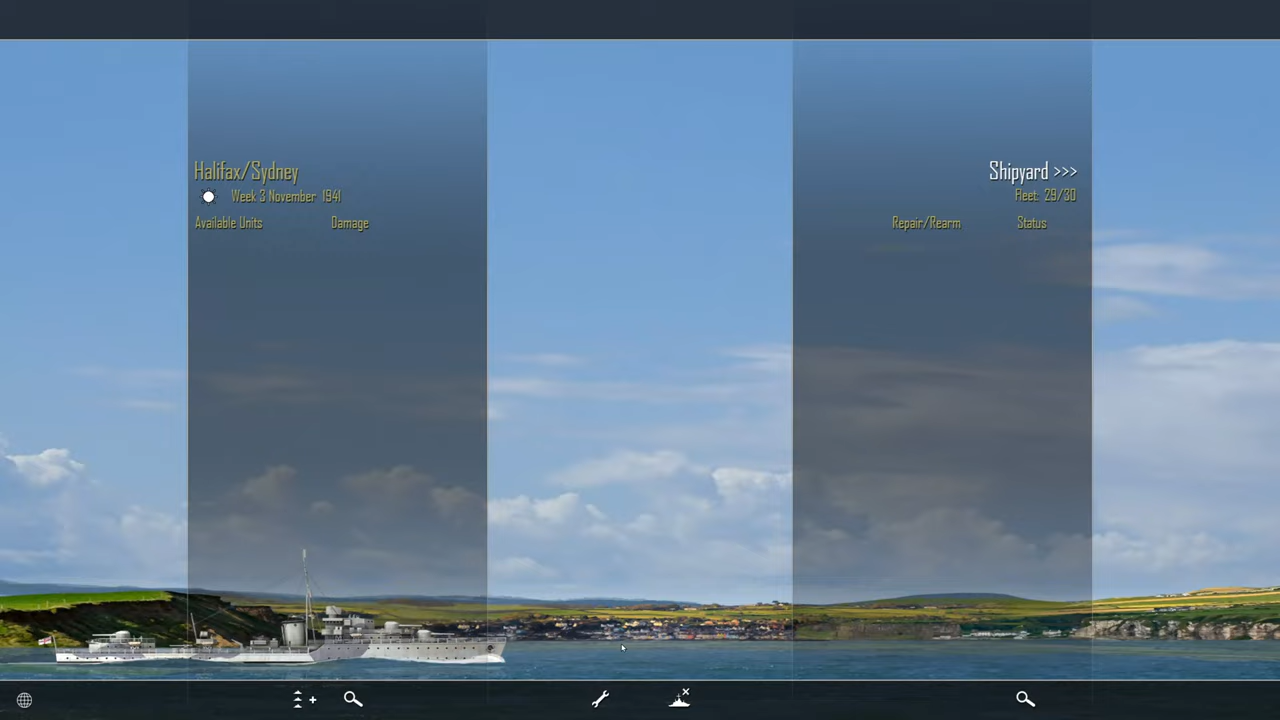 Halifax/Sydney
Week 3 November 1941
Available Units Damage
Shipyard >>>
Fleet: 29/30
Repair/Rearm Status